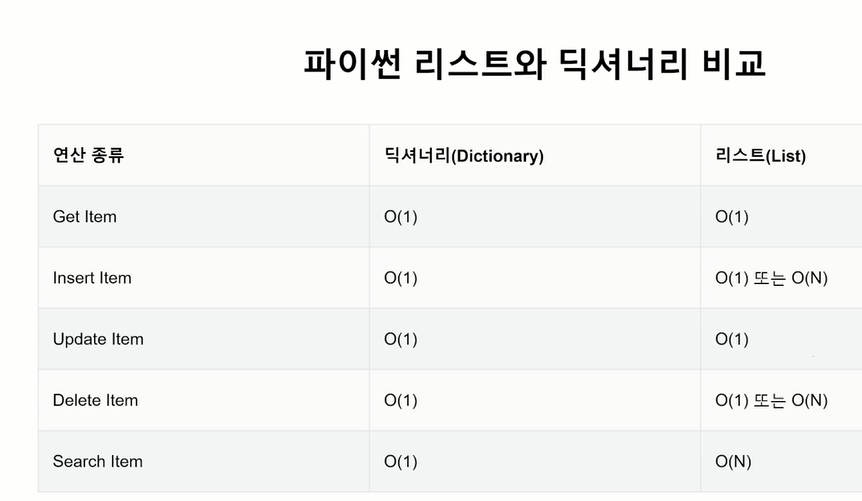 파이썬 리스트와 딕셔너리 비교
연산 종류 딕셔너리(Dictionary) 리스트(List)
Get Item O(1) O(1)
Insert Item O(1) O(1) 또는 O(N)
Update Item O(1) O(1)
Delete Item O(1) O(1) 또는 O(N)
Search Item O(1) O(N)